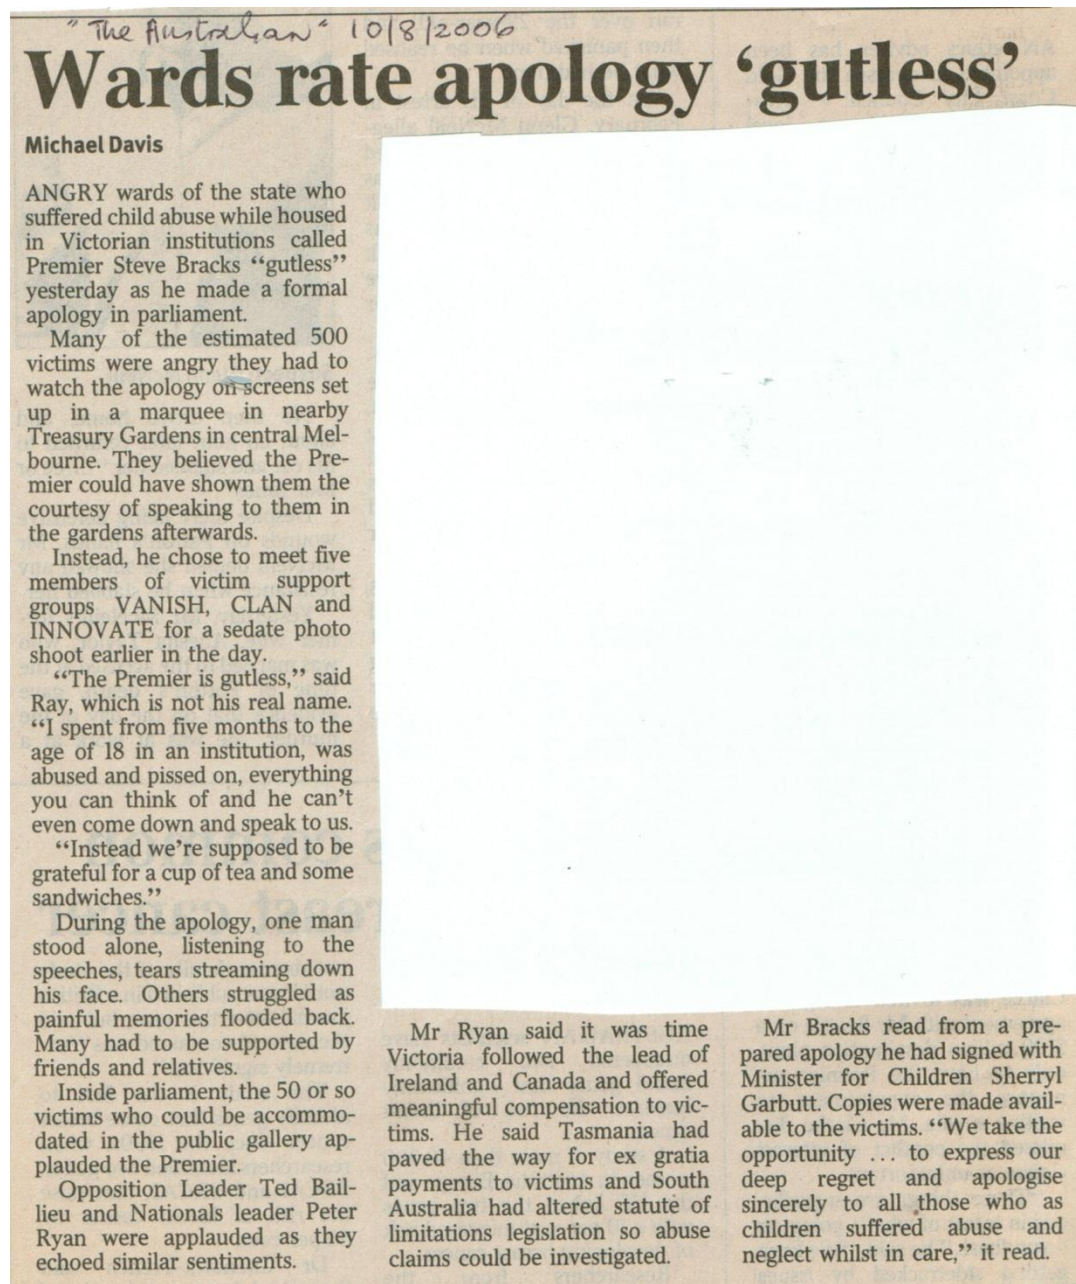 "The Australian" 10/8/2006
Wards rate apology ‘gutless’
Michael Davis
ANGRY wards of the state who
suffered child abuse while housed
in Victorian institutions called
Premier Steve Bracks “gutless”
yesterday as he made a formal
apology in parliament.
Many of the estimated 500
victims were angry they had to
watch the apology on screens set
up in a marquee in nearby
Treasury Gardens in central Mel-
bourne. They believed the Pre-
mier could have shown them the
courtesy of speaking to them in
the gardens afterwards.
Instead, he chose to meet five
members of victim support
groups VANISH, CLAN and
INNOVATE for a sedate photo
shoot earlier in the day.
“The Premier is gutless,” said
Ray, which is not his real name.
“I spent from five months to the
age of 18 in an institution, was
abused and pissed on, everything
you can think of and he can’t
even come down and speak to us.
“Instead we’re supposed to be
grateful for a cup of tea and some
sandwiches.”
During the apology, one man
stood alone, listening to the
speeches, tears streaming down
his face. Others struggled as
painful memories flooded back.
Many had to be supported by
friends and relatives.
Inside parliament, the 50 or so
victims who could be accommo-
dated in the public gallery ap-
plauded the Premier.
Opposition Leader Ted Bail-
lieu and Nationals leader Peter
Ryan were applauded as they
echoed similar sentiments.
Mr Ryan said it was time
Victoria followed the lead of
Ireland and Canada and offered
meaningful compensation to vic-
tims. He said Tasmania had
paved the way for ex gratia
payments to victims and South
Australia had altered statute of
limitations legislation so abuse
claims could be investigated.
Mr Bracks read from a pre-
pared apology he had signed with
Minister for Children Sherryl
Garbutt. Copies were made avail-
able to the victims. “We take the
opportunity ... to express our
deep regret and apologise
sincerely to all those who as
children suffered abuse and
neglect whilst in care,” it read.